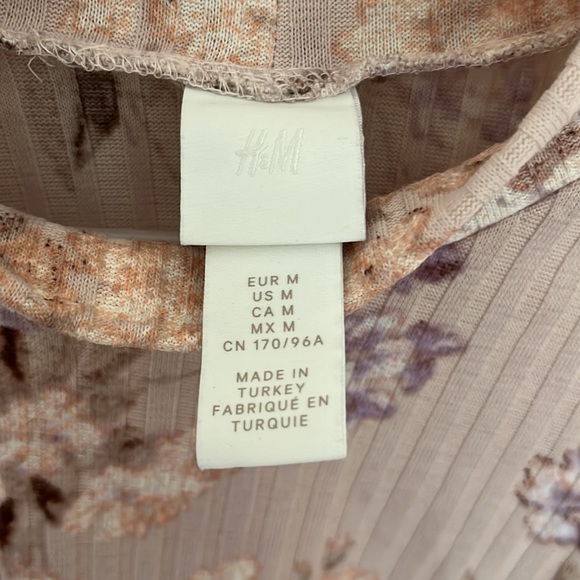 H&M
EUR M
US M
CA M
MX M
CN 170/96A
MADE IN
TURKEY
FABRIQUÉ EN
TURQUIE